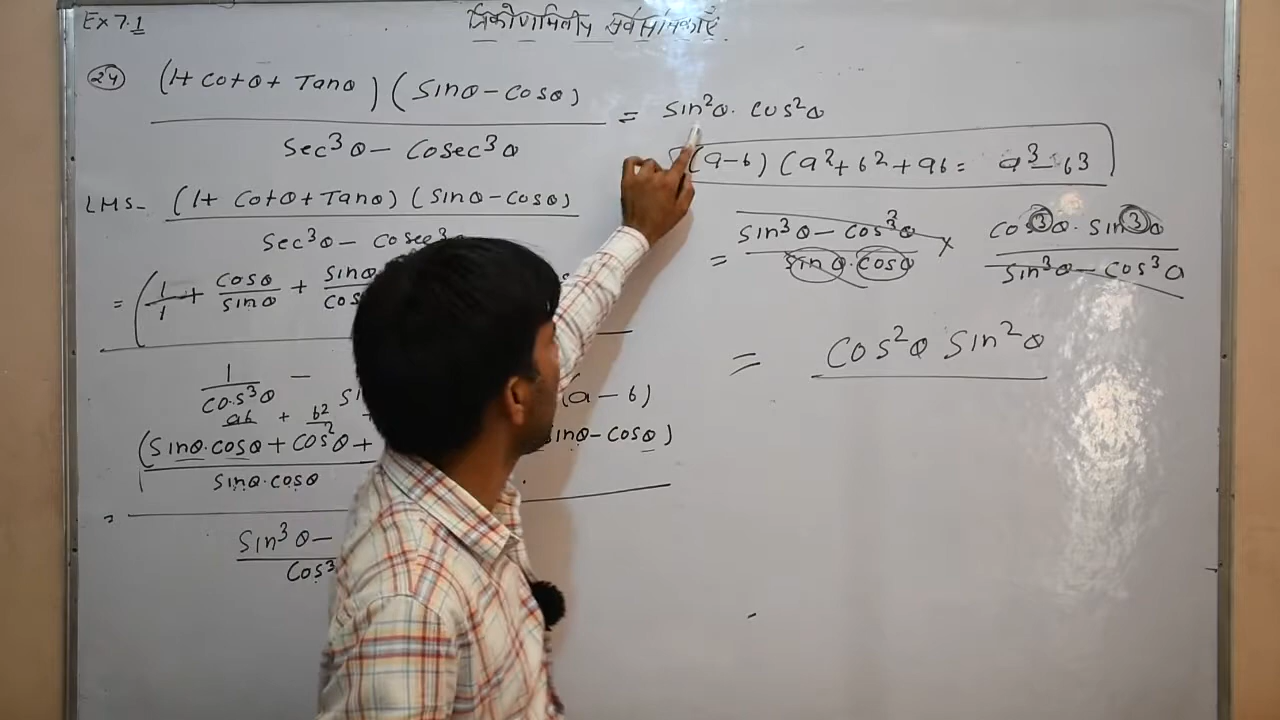 Ex 7.1
त्रिकोणमितीय सर्वसमिकाएँ
24 (1+ Cotθ + Tanθ) (Sinθ - Cosθ)
Sec³θ - Cosec³θ
= Sin²θ. Cos²θ
(a-b) (a²+b²+ab = a³-b³
LHS- (1+ Cotθ + Tanθ) (Sinθ - Cosθ)
Sec³θ - Cosec³θ
= (1/1 + Cosθ/Sinθ + Sinθ
1/Cos³θ -
ab + b²
(a - b)
(Sinθ.Cosθ + Cos²θ +
Sinθ.Cosθ
Sinθ - Cosθ)
=
Sin³θ -
Cos³
= Sin³θ - Cos³θ / Sinθ.Cosθ × Cos³θ. Sin³θ / Sin³θ - Cos³θ
= Cos²θ Sin²θ